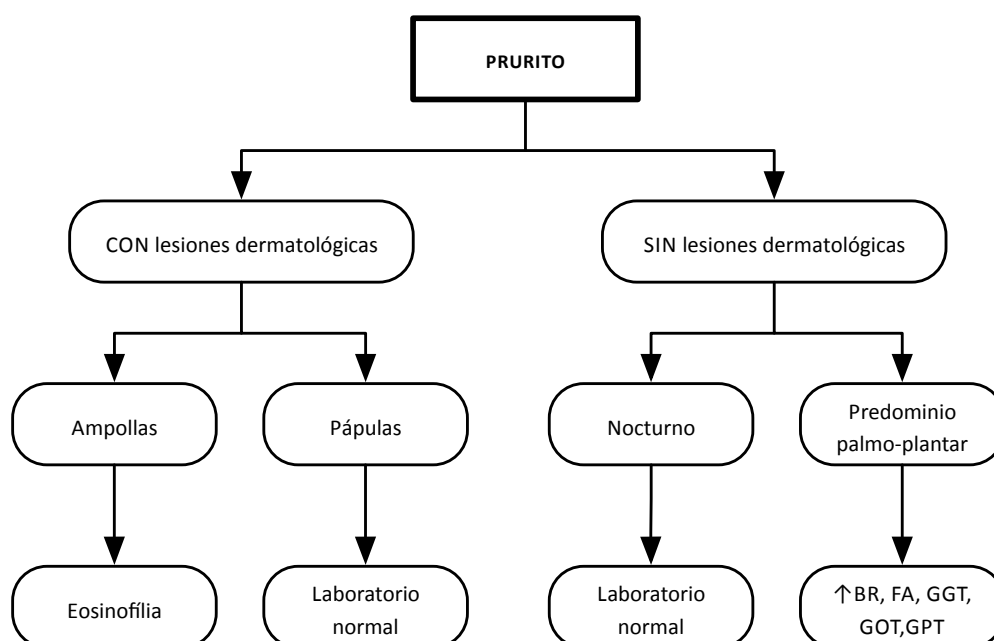 PRURITO
CON lesiones dermatológicas
SIN lesiones dermatológicas
Ampollas
Pápulas
Nocturno
Predominio
palmo-plantar
Eosinofília
Laboratorio
normal
Laboratorio
normal
↑BR, FA, GGT,
GOT,GPT